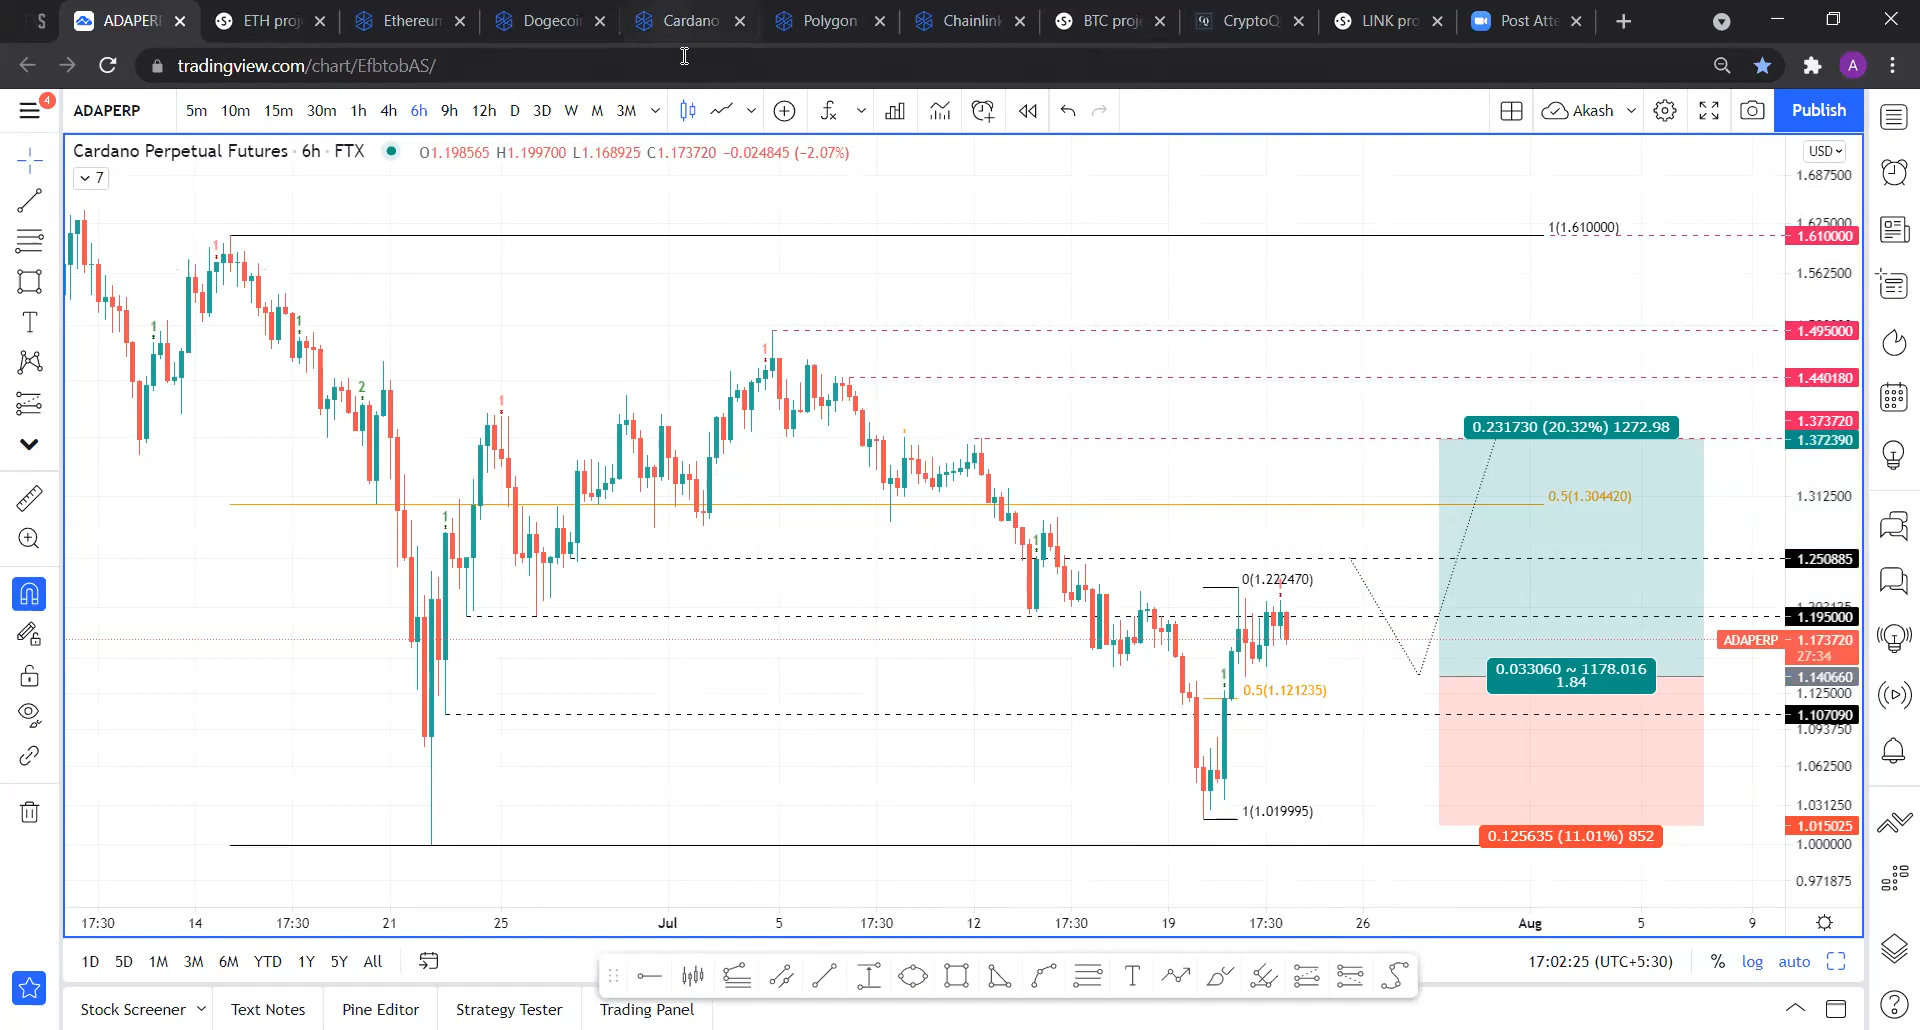 ADAPERP
ETH proj
Ethereun
Dogecoi
Cardano
Polygon
Chainlink
BTC proj
CryptoQ
LINK pro
Post Atte
tradingview.com/chart/EfbtobAS/
A
4
ADAPERP
5m 10m 15m 30m 1h 4h 6h 9h 12h D 3D W M 3M
Akash
Publish
Cardano Perpetual Futures · 6h · FTX
O1.198565 H1.199700 L1.168925 C1.173720 −0.024845 (−2.07%)
7
USD
1.687500
1.625000
1(1.610000)
1.610000
1.562500
1.495000
1.440180
1.373720
0.231730 (20.32%) 1272.98
1.372390
0.5(1.304420)
1.312500
1.250885
0(1.222470)
1.195000
ADAPERP 1.173720
27:34
0.033060 ~ 1178.016
1.84
1.140660
0.5(1.121235)
1.125000
1.107090
1.093750
1.062500
1(1.019995)
1.031250
1.015025
0.125635 (11.01%) 852
1.000000
0.971875
17:30 14 17:30 21 25 Jul 5 17:30 12 17:30 19 17:30 26 Aug 5 9
1D 5D 1M 3M 6M YTD 1Y 5Y All
17:02:25 (UTC+5:30) % log auto
Stock Screener Text Notes Pine Editor Strategy Tester Trading Panel